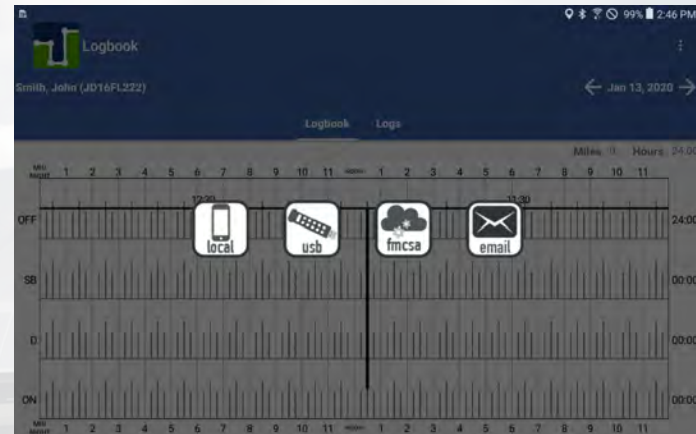 99% 2:46 PM
Logbook
Smith, John (JD16FL222)
Jan 13, 2020
Logbook Logs
Miles 0 Hours 24:00
MID NIGHT 1 2 3 4 5 6 7 8 9 10 11 NOON 1 2 3 4 5 6 7 8 9 10 11
12:20 11:30
OFF 24:00
local usb fmcsa email
SB 00:00
D 00:00
ON 00:00
MID NIGHT 1 2 3 4 5 6 7 8 9 10 11 NOON 1 2 3 4 5 6 7 8 9 10 11